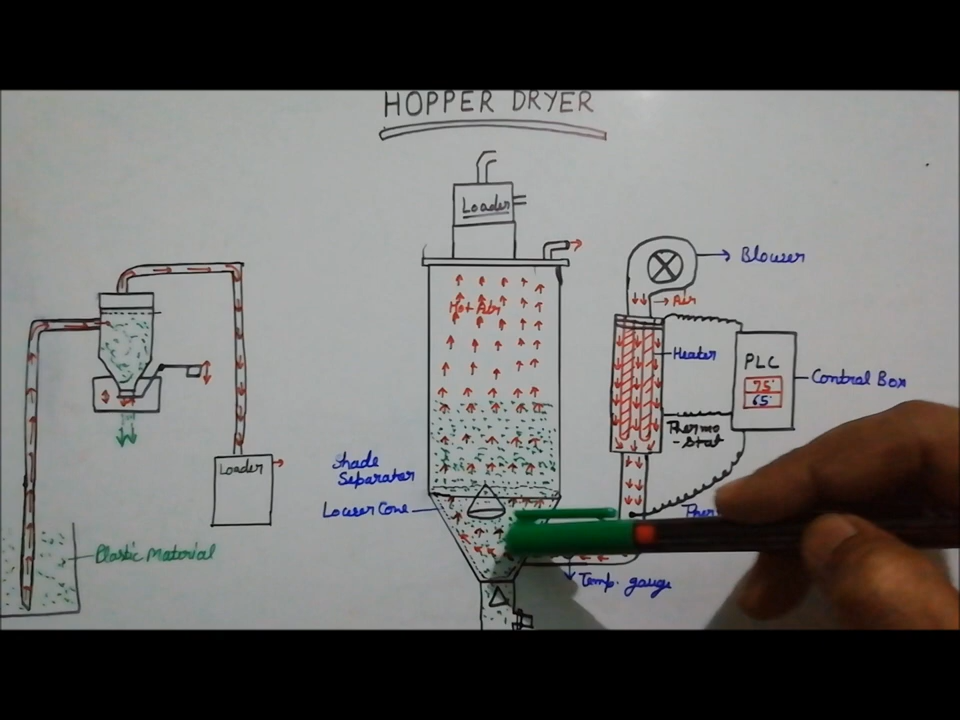 HOPPER DRYER
Loader
Hot Air
Blower
Air
Heater
PLC
75°
65°
Control Box
Thermo
-stat
Loader
Shade
Separator
Lower Cone
Plastic Material
Temp. gauge